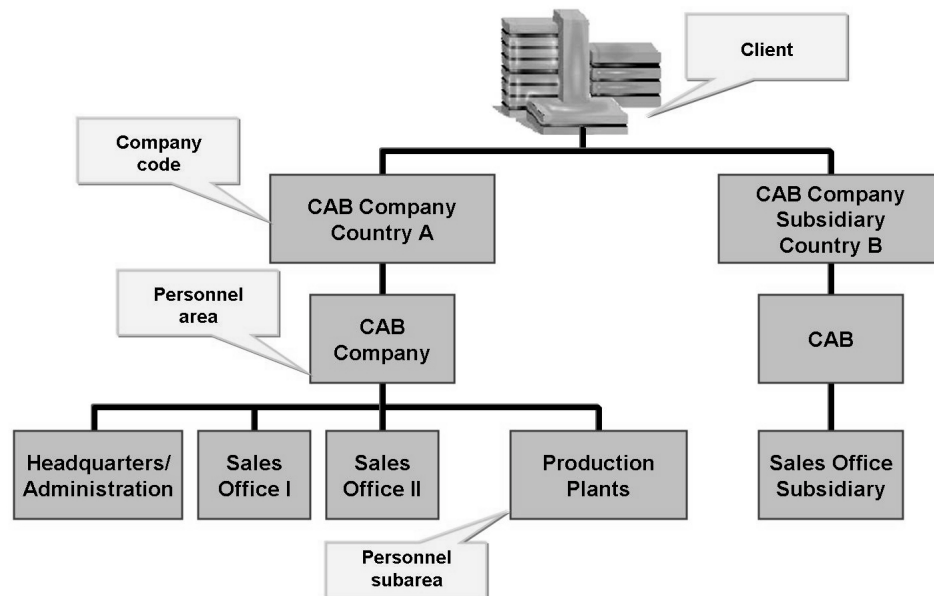 Client
Company
code
CAB Company
Country A
CAB Company
Subsidiary
Country B
Personnel
area
CAB
Company
CAB
Headquarters/
Administration
Sales
Office I
Sales
Office II
Production
Plants
Sales Office
Subsidiary
Personnel
subarea